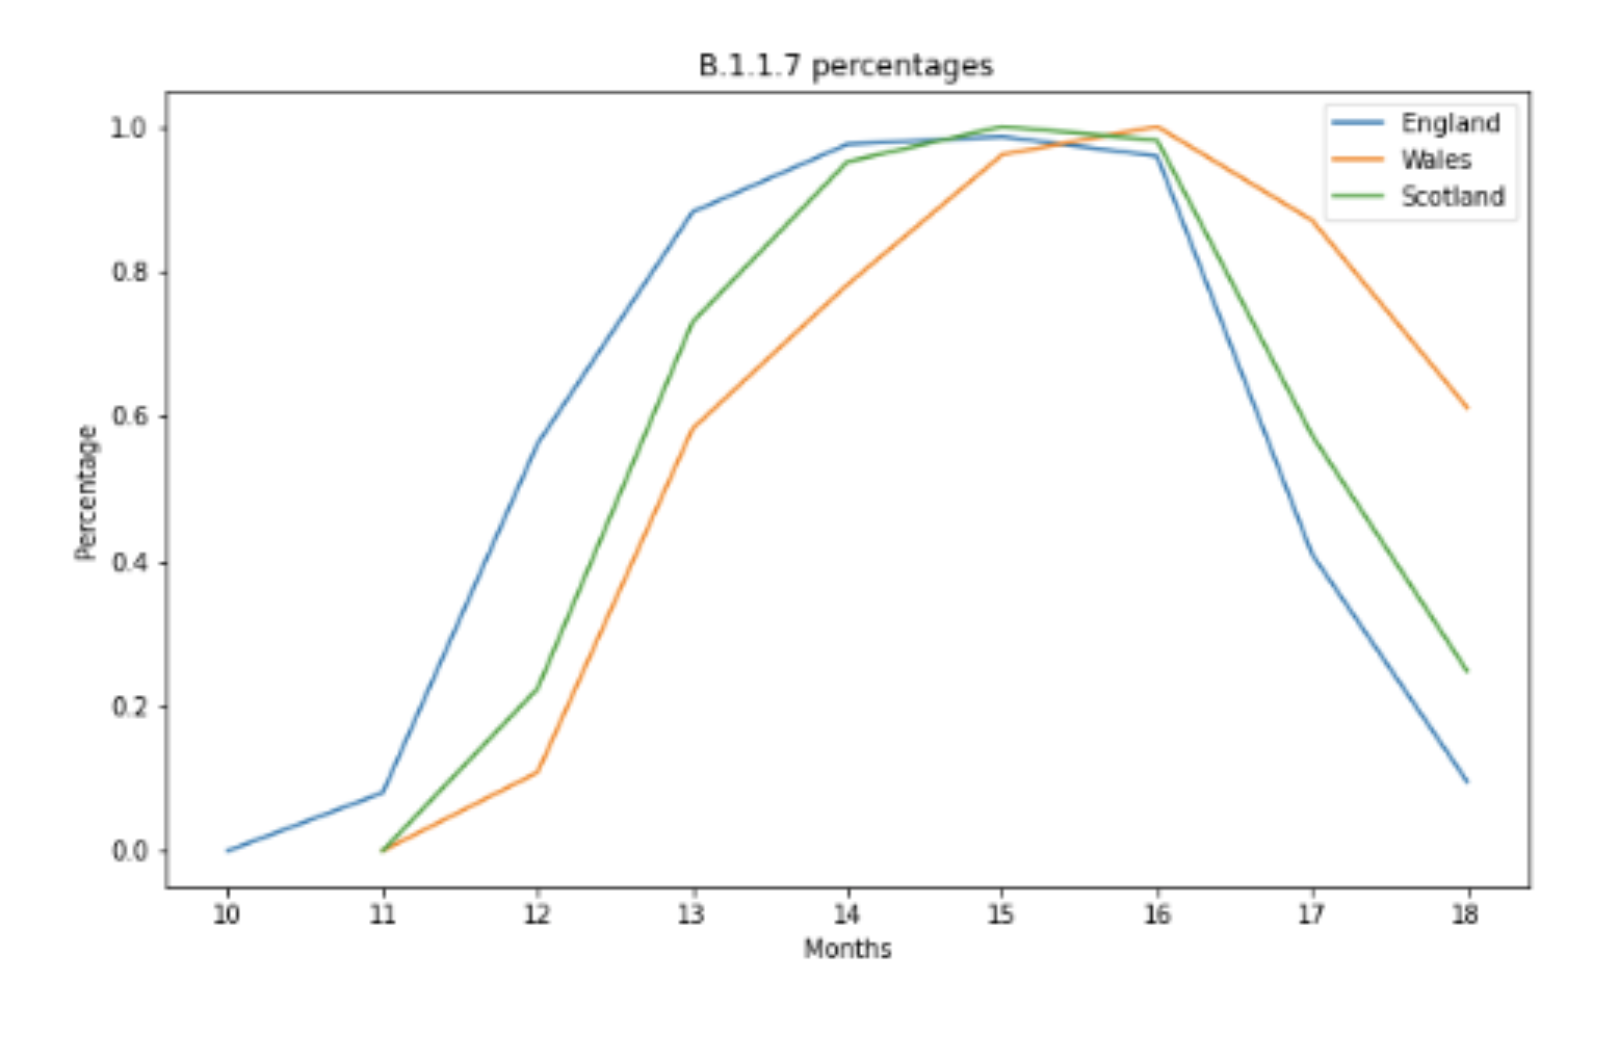 B.1.1.7 percentages
England
Wales
Scotland
Percentage
1.0
0.8
0.6
0.4
0.2
0.0
10 11 12 13 14 15 16 17 18
Months